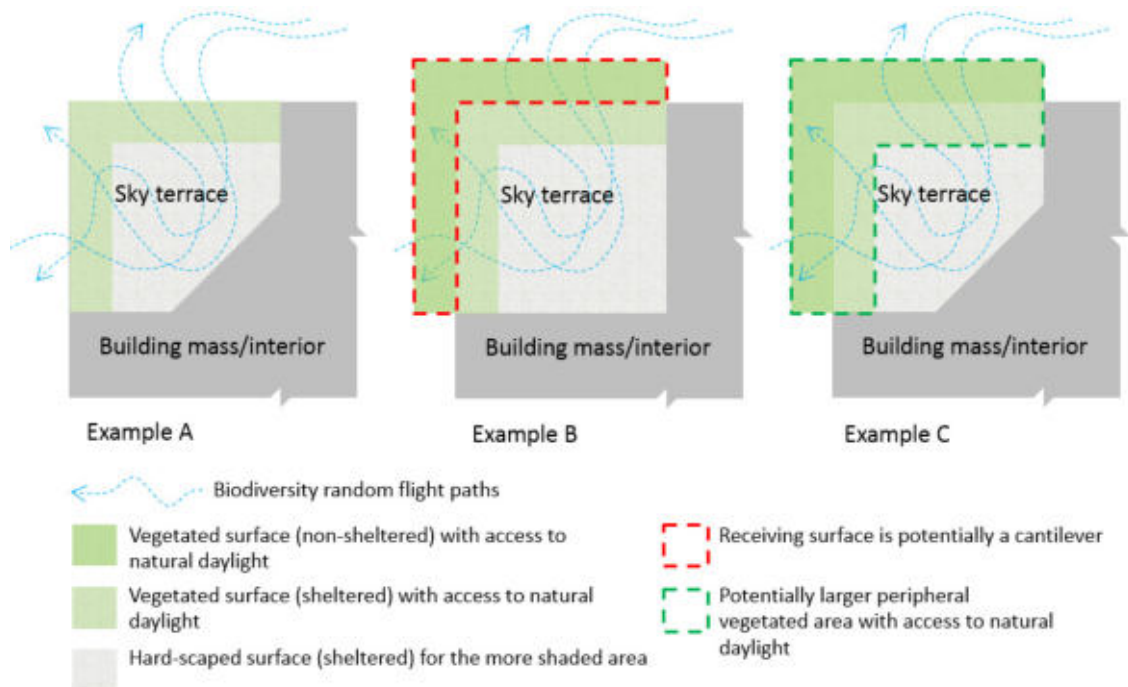 Sky terrace
Sky terrace
Sky terrace
Building mass/interior
Building mass/interior
Building mass/interior
Example A
Example B
Example C
Biodiversity random flight paths
Vegetated surface (non-sheltered) with access to
natural daylight
Vegetated surface (sheltered) with access to natural
daylight
Hard-scaped surface (sheltered) for the more shaded area
Receiving surface is potentially a cantilever
Potentially larger peripheral
vegetated area with access to natural
daylight